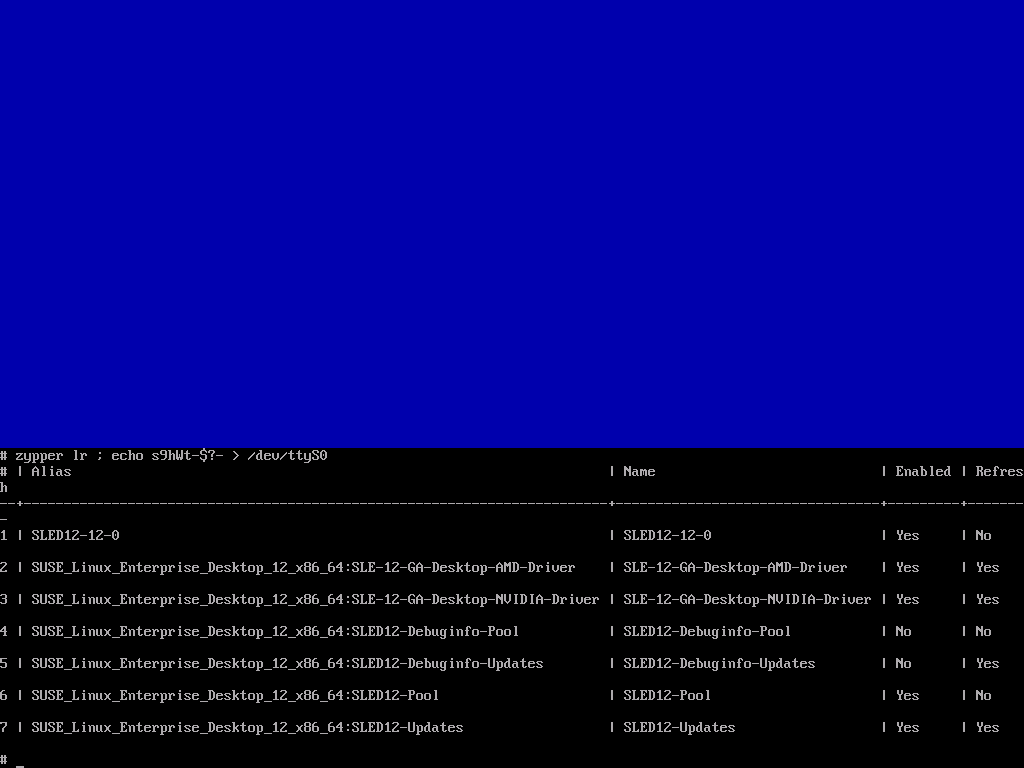 # zypper lr ; echo s9hWt-$?- > /dev/ttyS0
# | Alias                                                                   | Name                            | Enabled | Refres
h
--+-------------------------------------------------------------------------+---------------------------------+---------+-------
-
1 | SLED12-12-0                                                             | SLED12-12-0                     | Yes     | No
2 | SUSE_Linux_Enterprise_Desktop_12_x86_64:SLE-12-GA-Desktop-AMD-Driver    | SLE-12-GA-Desktop-AMD-Driver    | Yes     | Yes
3 | SUSE_Linux_Enterprise_Desktop_12_x86_64:SLE-12-GA-Desktop-NVIDIA-Driver | SLE-12-GA-Desktop-NVIDIA-Driver | Yes     | Yes
4 | SUSE_Linux_Enterprise_Desktop_12_x86_64:SLED12-Debuginfo-Pool           | SLED12-Debuginfo-Pool           | No      | No
5 | SUSE_Linux_Enterprise_Desktop_12_x86_64:SLED12-Debuginfo-Updates        | SLED12-Debuginfo-Updates        | No      | Yes
6 | SUSE_Linux_Enterprise_Desktop_12_x86_64:SLED12-Pool                     | SLED12-Pool                     | Yes     | No
7 | SUSE_Linux_Enterprise_Desktop_12_x86_64:SLED12-Updates                  | SLED12-Updates                  | Yes     | Yes
# _